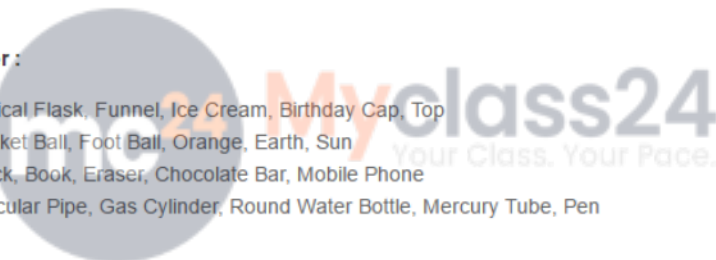 r :
ical Flask, Funnel, Ice Cream, Birthday Cap, Top
ket Ball, Foot Ball, Orange, Earth, Sun
k, Book, Eraser, Chocolate Bar, Mobile Phone
cular Pipe, Gas Cylinder, Round Water Bottle, Mercury Tube, Pen
mc24
Myclass24
Your Class. Your Pace.